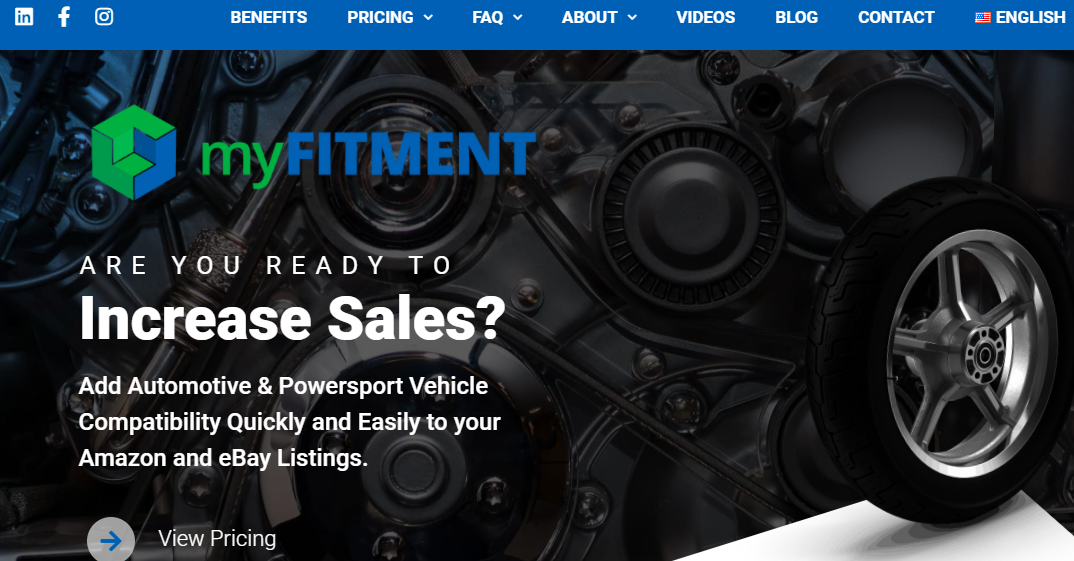 BENEFITS PRICING FAQ ABOUT VIDEOS BLOG CONTACT ENGLISH
myFITMENT
ARE YOU READY TO
Increase Sales?
Add Automotive & Powersport Vehicle
Compatibility Quickly and Easily to your
Amazon and eBay Listings.
View Pricing